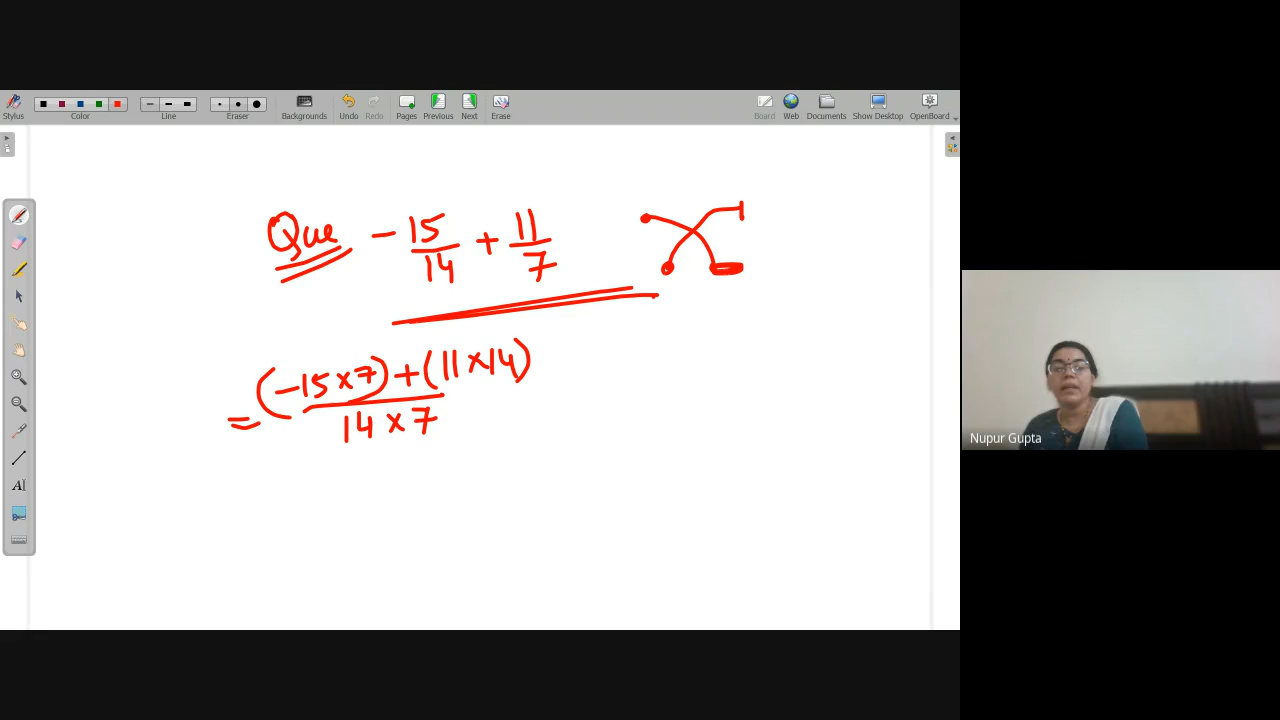 Stylus Color Line Eraser Backgrounds Undo Redo Pages Previous Next Erase Board Web Documents Show Desktop OpenBoard
Que -15/14 + 11/7
= (-15×7)+(11×14)
14×7
Nupur Gupta